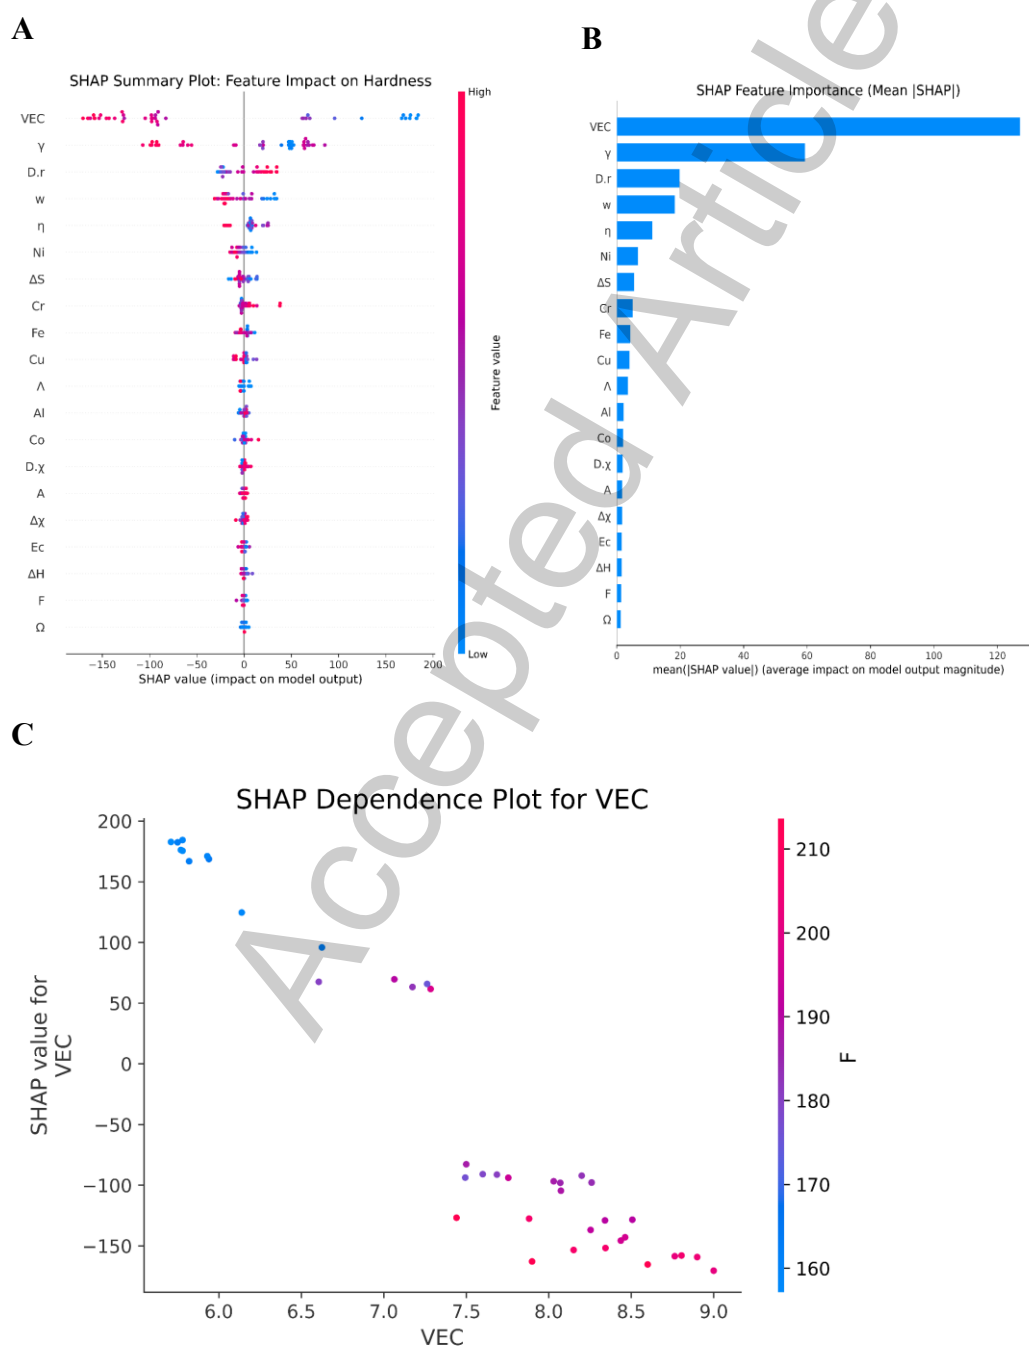 A
SHAP Summary Plot: Feature Impact on Hardness
VEC
γ
D.r
w
η
Ni
ΔS
Cr
Fe
Cu
Λ
Al
Co
D.χ
A
Δχ
Ec
ΔH
F
Ω
−150 −100 −50 0 50 100 150 200
SHAP value (impact on model output)
High
Feature value
Low
B
SHAP Feature Importance (Mean |SHAP|)
VEC
γ
D.r
w
η
Ni
ΔS
Cr
Fe
Cu
Λ
Al
Co
D.χ
A
Δχ
Ec
ΔH
F
Ω
0 20 40 60 80 100 120
mean(|SHAP value|) (average impact on model output magnitude)
C
SHAP Dependence Plot for VEC
200
150
100
50
0
−50
−100
−150
SHAP value for
VEC
6.0 6.5 7.0 7.5 8.0 8.5 9.0
VEC
210
200
190
180
170
160
F
Accepted Article